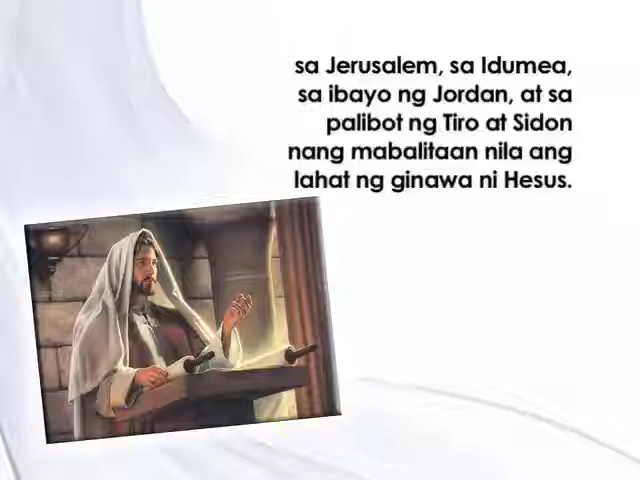 sa Jerusalem, sa Idumea,
sa ibayo ng Jordan, at sa
palibot ng Tiro at Sidon
nang mabalitaan nila ang
lahat ng ginawa ni Hesus.